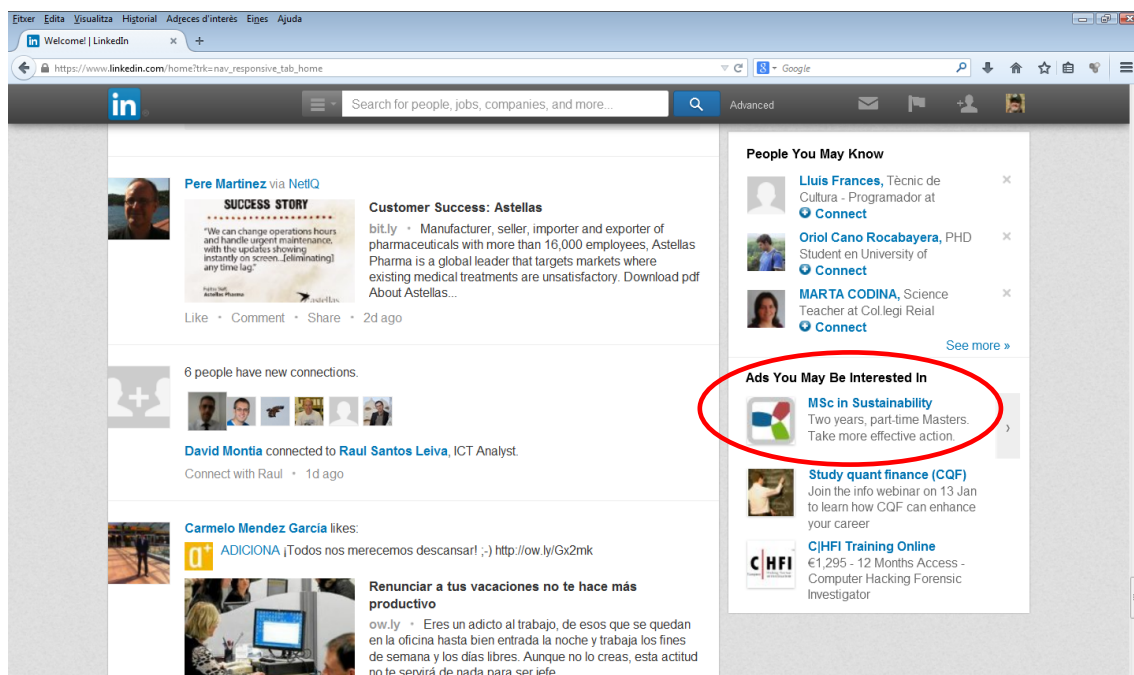 Fitxer Edita Visualitza Historial Adreces d'interès Eines Ajuda
in Welcome! | LinkedIn × +
https://www.linkedin.com/home?trk=nav_responsive_tab_home
8 Google
in
Search for people, jobs, companies, and more...
Advanced
Pere Martinez via NetIQ
SUCCESS STORY
"We can change operations hours
and handle urgent maintenance,
with the updates showing
instantly on screen...[eliminating]
any time lag."
Astellas Pharma
astellas
Customer Success: Astellas
bit.ly • Manufacturer, seller, importer and exporter of
pharmaceuticals with more than 16,000 employees, Astellas
Pharma is a global leader that targets markets where
existing medical treatments are unsatisfactory. Download pdf
About Astellas...
Like • Comment • Share • 2d ago
6 people have new connections.
David Montia connected to Raul Santos Leiva, ICT Analyst.
Connect with Raul • 1d ago
Carmelo Mendez García likes:
a+ ADICIONA ¡Todos nos merecemos descansar! ;-) http://ow.ly/Gx2mk
Renunciar a tus vacaciones no te hace más
productivo
ow.ly • Eres un adicto al trabajo, de esos que se quedan
en la oficina hasta bien entrada la noche y trabaja los fines
de semana y los días libres. Aunque no lo creas, esta actitud
no te servirá de nada para ser jefe
People You May Know
Lluis Frances, Tècnic de
Cultura - Programador at
Connect
Oriol Cano Rocabayera, PHD
Student en University of
Connect
MARTA CODINA, Science
Teacher at Col.legi Reial
Connect
See more »
Ads You May Be Interested In
MSc in Sustainability
Two years, part-time Masters.
Take more effective action.
Study quant finance (CQF)
Join the info webinar on 13 Jan
to learn how CQF can enhance
your career
C HFI
C|HFI Training Online
€1,295 - 12 Months Access -
Computer Hacking Forensic
Investigator